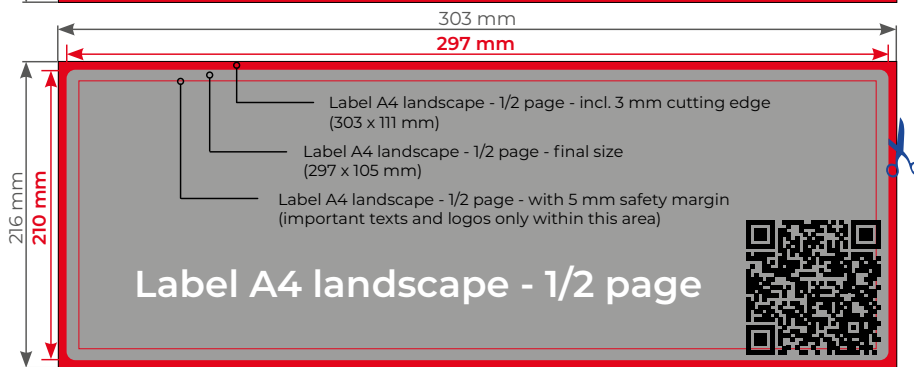 303 mm
297 mm
Label A4 landscape - 1/2 page - incl. 3 mm cutting edge
(303 x 111 mm)
Label A4 landscape - 1/2 page - final size
(297 x 105 mm)
Label A4 landscape - 1/2 page - with 5 mm safety margin
(important texts and logos only within this area)
216 mm
210 mm
Label A4 landscape - 1/2 page